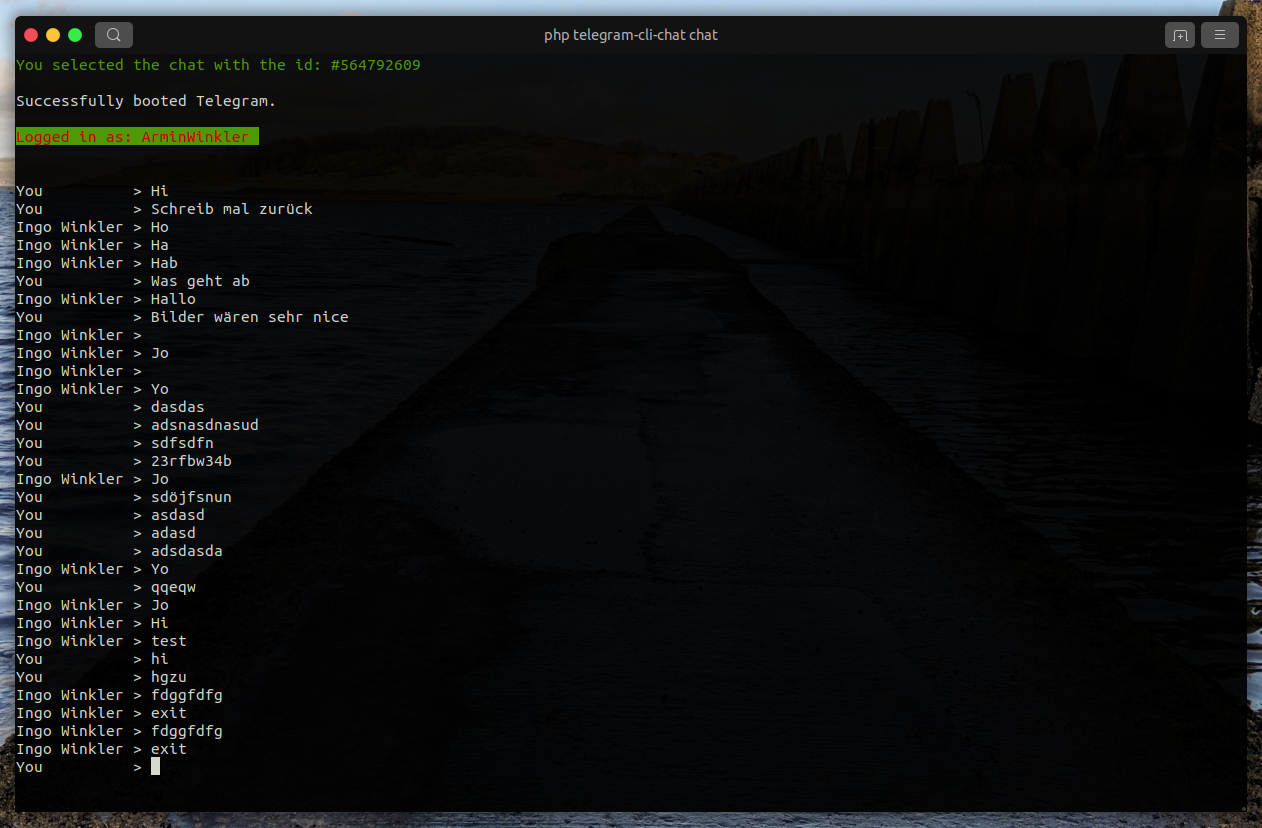 php telegram-cli-chat chat
You selected the chat with the id: #564792609
Successfully booted Telegram.
Logged in as: ArminWinkler
You > Hi
You > Schreib mal zurück
Ingo Winkler > Ho
Ingo Winkler > Ha
Ingo Winkler > Hab
You > Was geht ab
Ingo Winkler > Hallo
You > Bilder wären sehr nice
Ingo Winkler >
Ingo Winkler > Jo
Ingo Winkler >
Ingo Winkler > Yo
You > dasdas
You > adsnasdnasud
You > sdfsdfn
You > 23rfbw34b
Ingo Winkler > Jo
You > sdöjfsnun
You > asdasd
You > adasd
You > adsdasda
Ingo Winkler > Yo
You > qqeqw
Ingo Winkler > Jo
Ingo Winkler > Hi
Ingo Winkler > test
You > hi
You > hgzu
Ingo Winkler > fdggfdfg
Ingo Winkler > exit
Ingo Winkler > fdggfdfg
Ingo Winkler > exit
You >